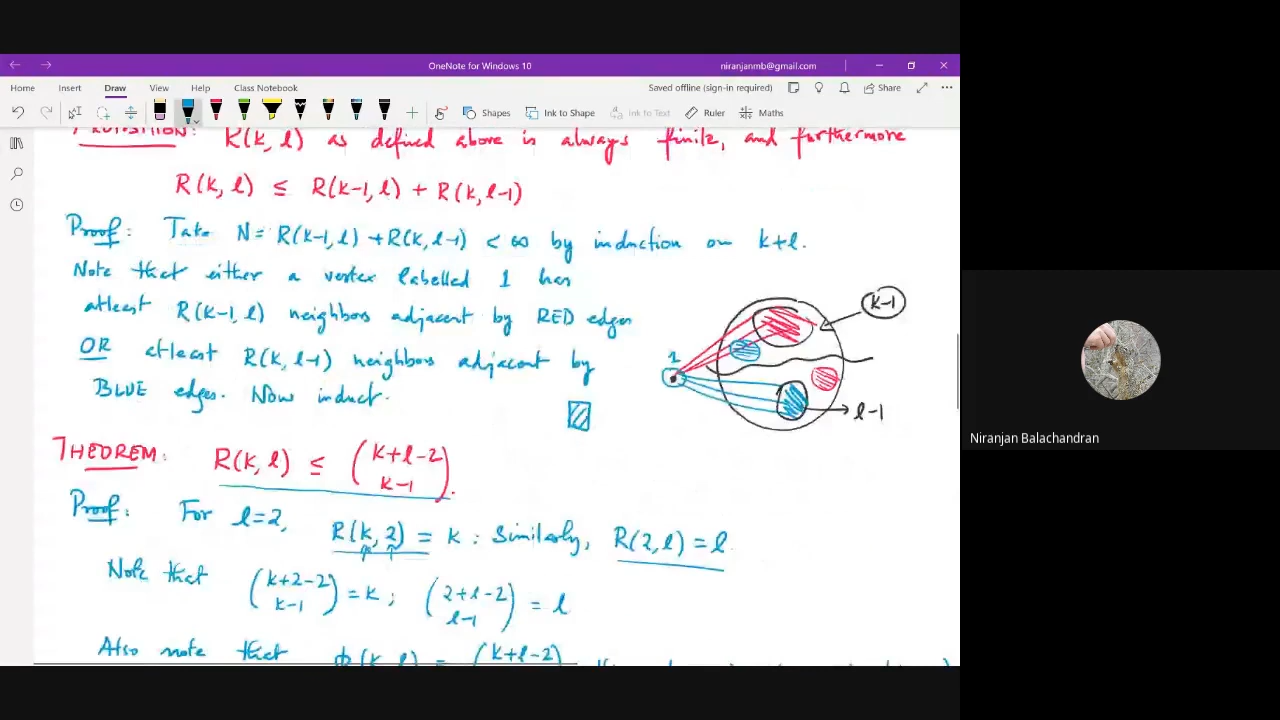 OneNote for Windows 10
niranjanmb@gmail.com
Home Insert Draw View Help Class Notebook
Saved offline (sign-in required)
Share
Shapes
Ink to Shape
Ink to Text
Ruler
Maths
PROPOSITION: R(k, l) as defined above is always finite, and furthermore
R(k, l) ≤ R(k-1, l) + R(k, l-1)
Proof: Take N = R(k-1, l) + R(k, l-1) < ∞ by induction on k+l.
Note that either a vertex labelled 1 has
atleast R(k-1, l) neighbors adjacent by RED edges
OR atleast R(k, l-1) neighbors adjacent by
BLUE edges. Now induct.
k-1
1
l-1
THEOREM: R(k, l) ≤ (k+l-2 k-1).
Proof: For l=2, R(k, 2) = k : Similarly, R(2, l) = l.
Note that (k+2-2 k-1) = k ; (2+l-2 l-1) = l
Also note that ϕ(k, l) = (k+l-2)
Niranjan Balachandran